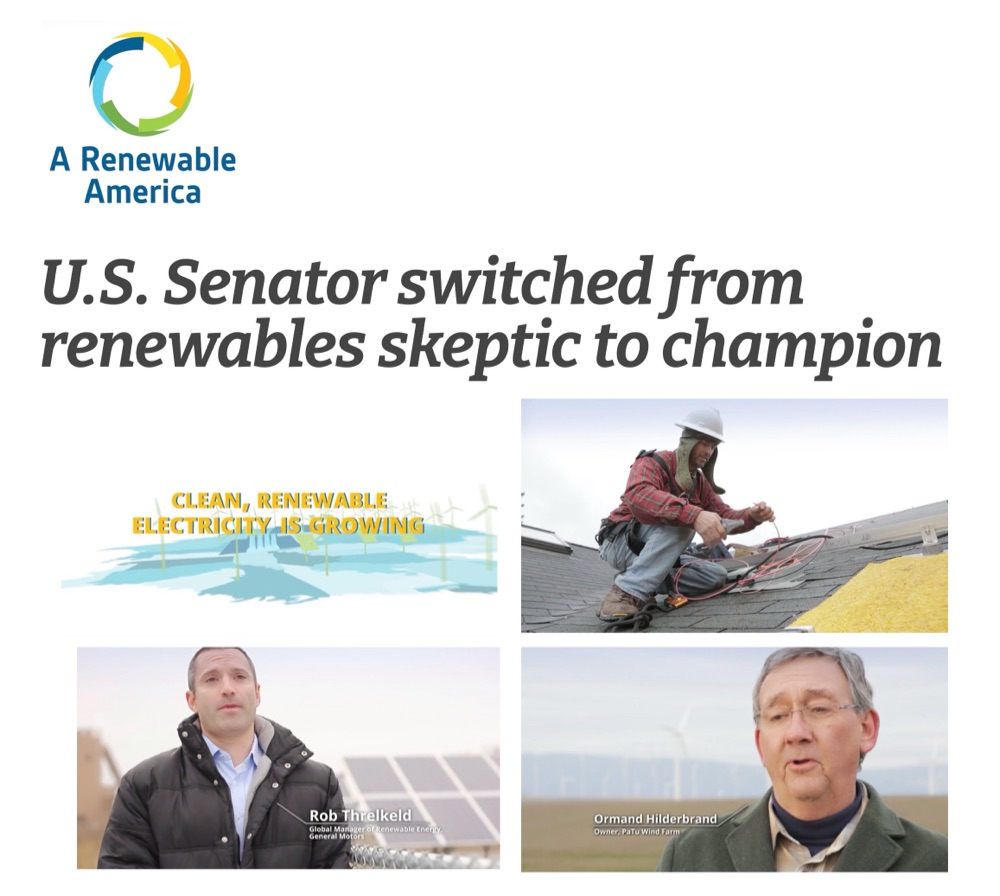 A Renewable
America
U.S. Senator switched from
renewables skeptic to champion
CLEAN, RENEWABLE
ELECTRICITY IS GROWING
Rob Threlkeld
Global Manager of Renewable Energy,
General Motors
Ormand Hilderbrand
Owner, PaTu Wind Farm